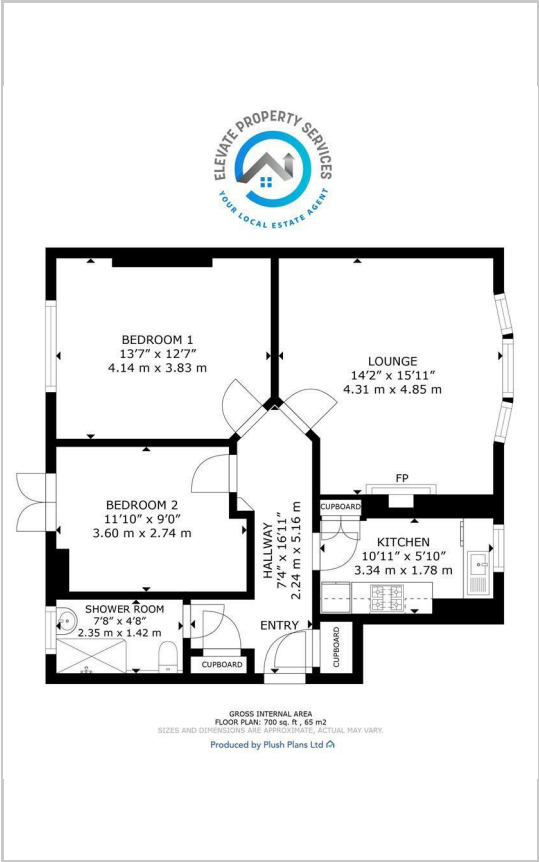 ELEVATE PROPERTY SERVICES
YOUR LOCAL ESTATE AGENT
BEDROOM 1
13'7" x 12'7"
4.14 m x 3.83 m
LOUNGE
14'2" x 15'11"
4.31 m x 4.85 m
FP
BEDROOM 2
11'10" x 9'0"
3.60 m x 2.74 m
HALLWAY
7'4" x 16'11"
2.24 m x 5.16 m
CUPBOARD
KITCHEN
10'11" x 5'10"
3.34 m x 1.78 m
SHOWER ROOM
7'8" x 4'8"
2.35 m x 1.42 m
ENTRY
CUPBOARD
CUPBOARD
GROSS INTERNAL AREA
FLOOR PLAN: 700 sq. ft , 65 m2
SIZES AND DIMENSIONS ARE APPROXIMATE, ACTUAL MAY VARY.
Produced by Plush Plans Ltd